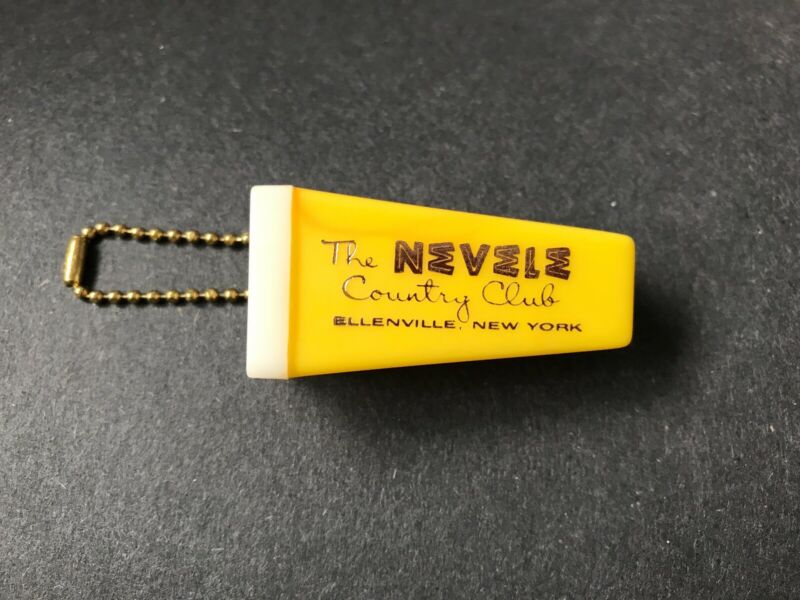 The NEVELE
Country Club
ELLENVILLE, NEW YORK